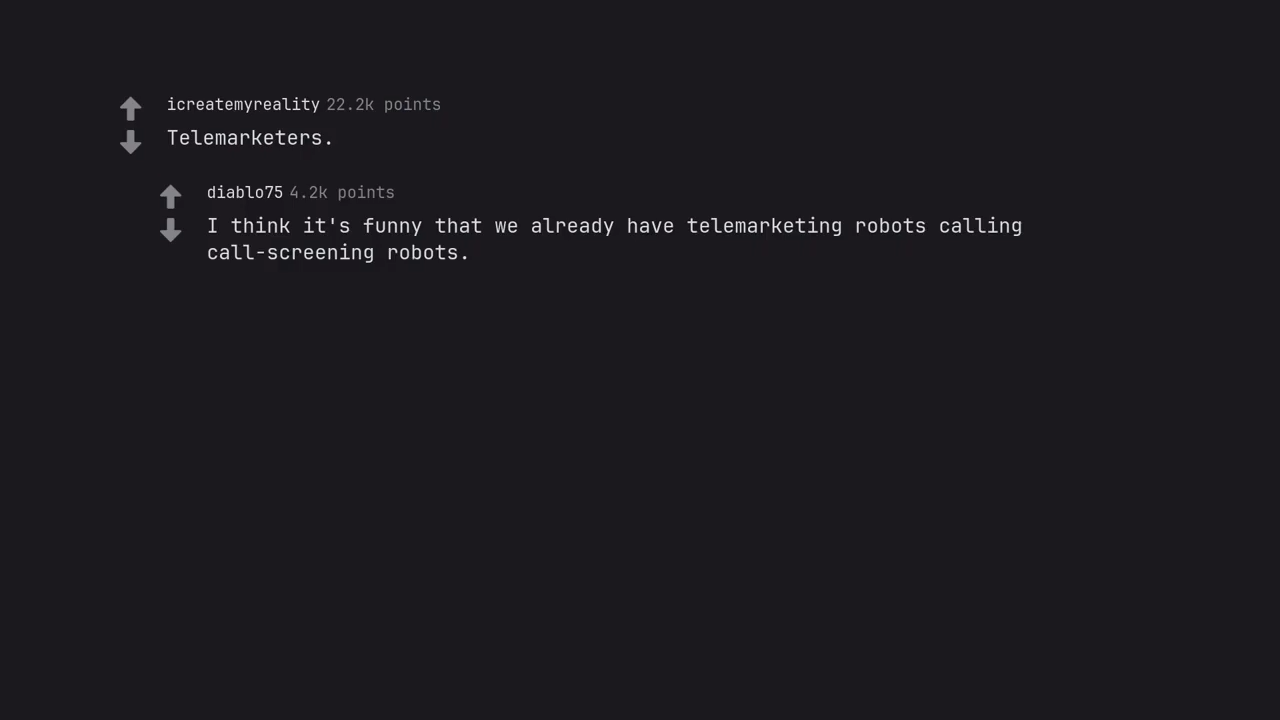 icreatemyreality 22.2k points
Telemarketers.
diablo75 4.2k points
I think it's funny that we already have telemarketing robots calling
call-screening robots.